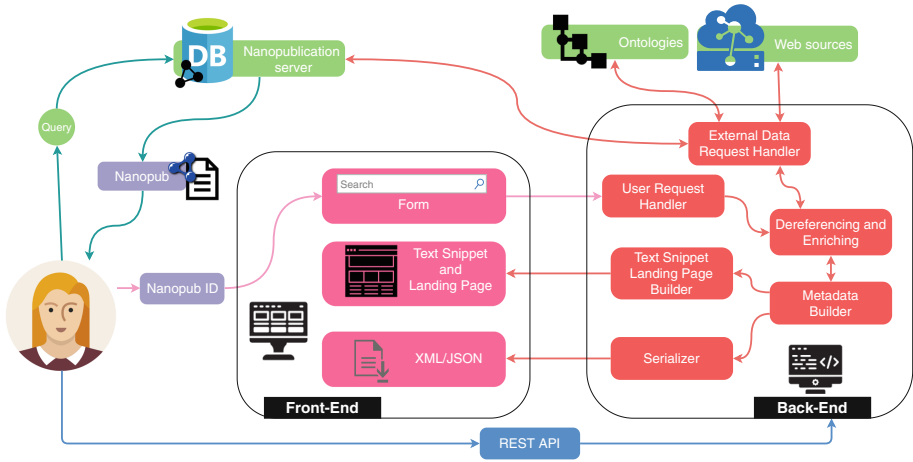 DB
Nanopublication
server
Ontologies
Web sources
Query
External Data
Request Handler
Nanopub
Search
Form
User Request
Handler
Dereferencing and
Enriching
Text Snippet
and
Landing Page
Text Snippet
Landing Page
Builder
Nanopub ID
Metadata
Builder
XML/JSON
Serializer
</>
Front-End
Back-End
REST API